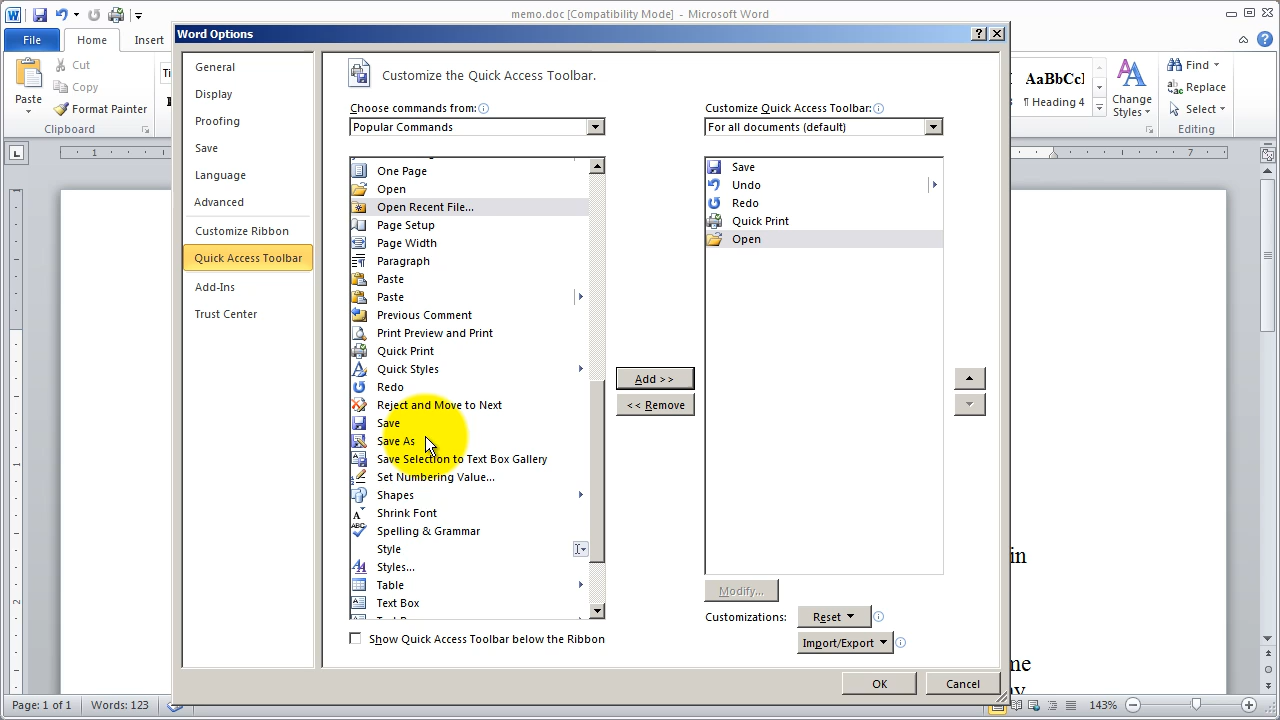 memo.doc [Compatibility Mode] - Microsoft Word
File
Home
Insert
Paste
Cut
Copy
Format Painter
Clipboard
AaBbCcI
¶ Heading 4
Change Styles
Find
Replace
Select
Editing
Word Options
General
Display
Proofing
Save
Language
Advanced
Customize Ribbon
Quick Access Toolbar
Add-Ins
Trust Center
Customize the Quick Access Toolbar.
Choose commands from:
Popular Commands
One Page
Open
Open Recent File...
Page Setup
Page Width
Paragraph
Paste
Paste
Previous Comment
Print Preview and Print
Quick Print
Quick Styles
Redo
Reject and Move to Next
Save
Save As
Save Selection to Text Box Gallery
Set Numbering Value...
Shapes
Shrink Font
Spelling & Grammar
Style
Styles...
Table
Text Box
Show Quick Access Toolbar below the Ribbon
Add >>
<< Remove
Customize Quick Access Toolbar:
For all documents (default)
Save
Undo
Redo
Quick Print
Open
Modify...
Customizations:
Reset
Import/Export
OK
Cancel
in
me
Page: 1 of 1
Words: 123
143%